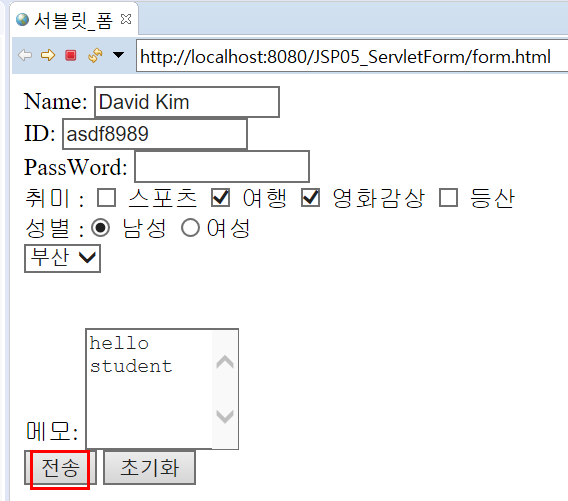 서블릿_폼
http://localhost:8080/JSP05_ServletForm/form.html
Name: David Kim
ID: asdf8989
PassWord:
취미 : 스포츠 여행 영화감상 등산
성별 : 남성 여성
부산
hello
student
메모:
전송 초기화